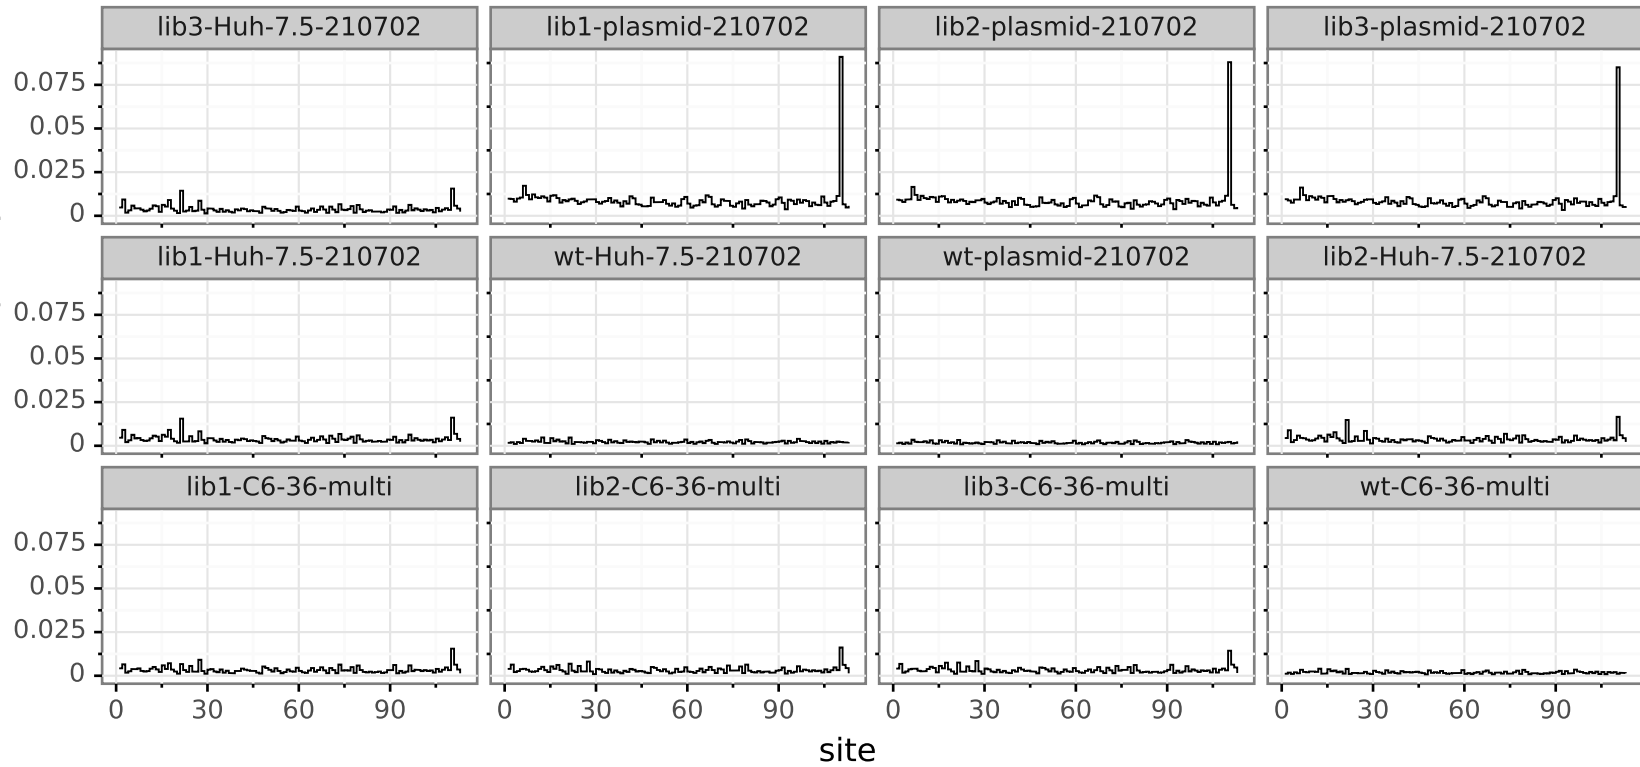 lib3-Huh-7.5-210702 lib1-plasmid-210702 lib2-plasmid-210702 lib3-plasmid-210702
0.075
0.05
0.025
0
lib1-Huh-7.5-210702 wt-Huh-7.5-210702 wt-plasmid-210702 lib2-Huh-7.5-210702
0.075
0.05
0.025
0
lib1-C6-36-multi lib2-C6-36-multi lib3-C6-36-multi wt-C6-36-multi
0.075
0.05
0.025
0
0 30 60 90 0 30 60 90 0 30 60 90 0 30 60 90
site